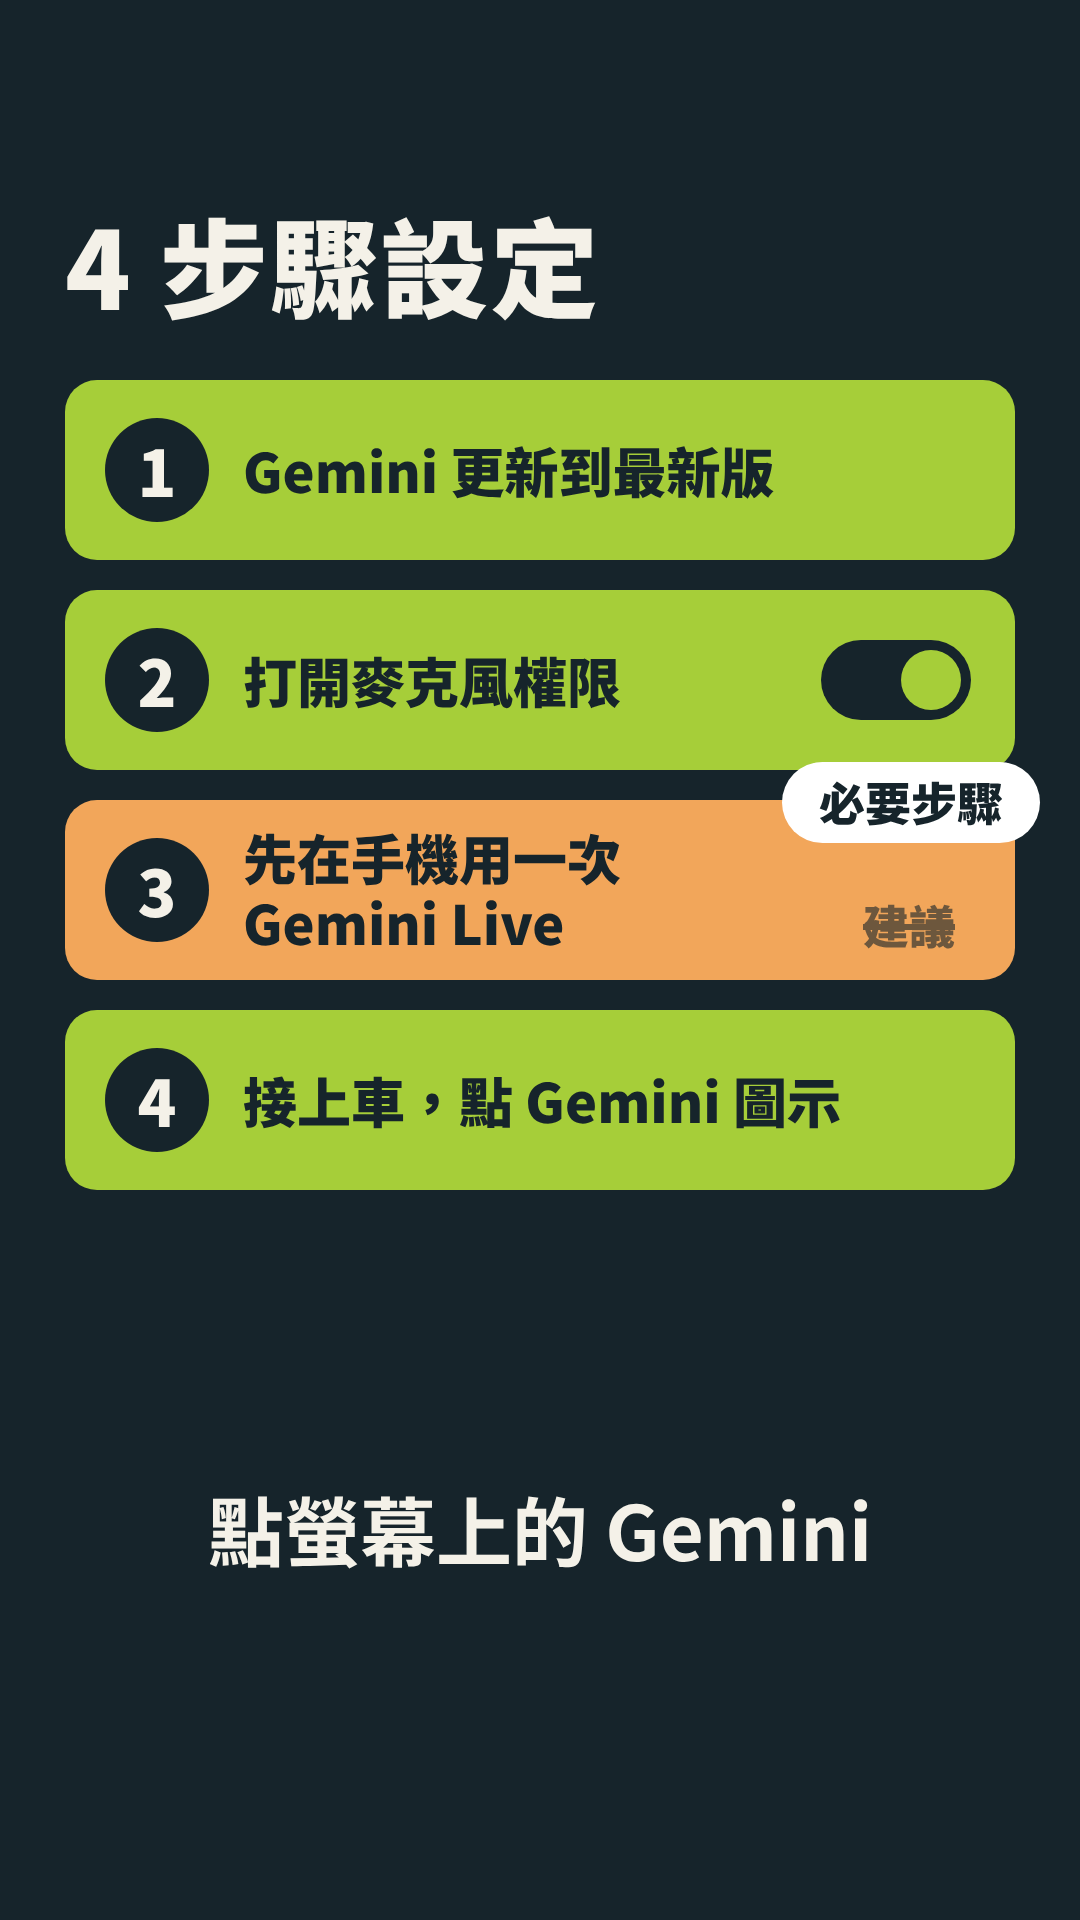 4 步驟設定
1 Gemini 更新到最新版
2 打開麥克風權限
必要步驟
3 先在手機用一次
Gemini Live
建議
4 接上車，點 Gemini 圖示
點螢幕上的 Gemini